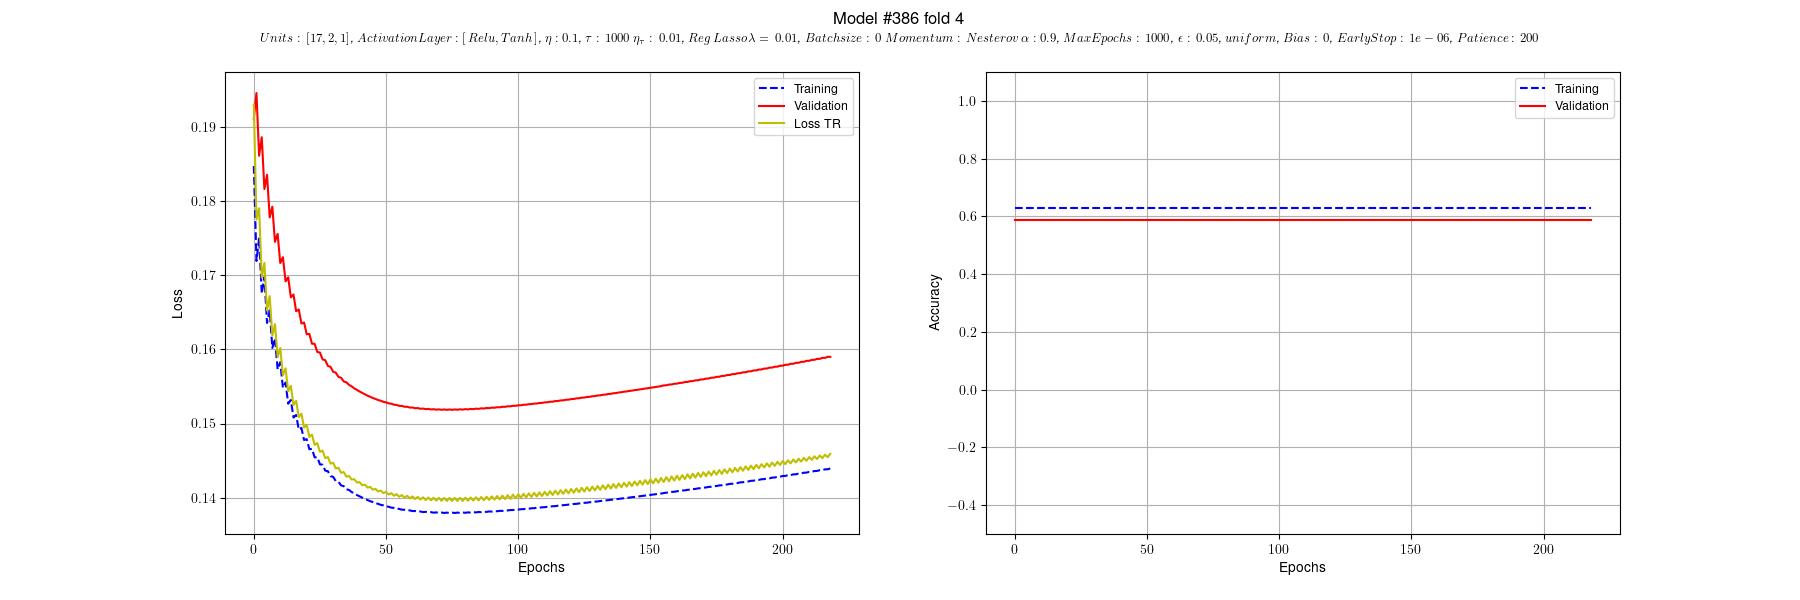 Model #386 fold 4
Units : [17, 2, 1], ActivationLayer : [ Relu, Tanh ], η : 0.1, τ : 1000 ητ : 0.01, Reg Lassoλ = 0.01, Batchsize : 0 Momentum : Nesterov α : 0.9, MaxEpochs : 1000, ϵ : 0.05, uniform, Bias : 0, EarlyStop : 1e − 06, Patience : 200
Training
Validation
Loss TR
0.19
0.18
0.17
0.16
0.15
0.14
Loss
0
50
100
150
200
Epochs
Training
Validation
1.0
0.8
0.6
0.4
0.2
0.0
−0.2
−0.4
Accuracy
0
50
100
150
200
Epochs